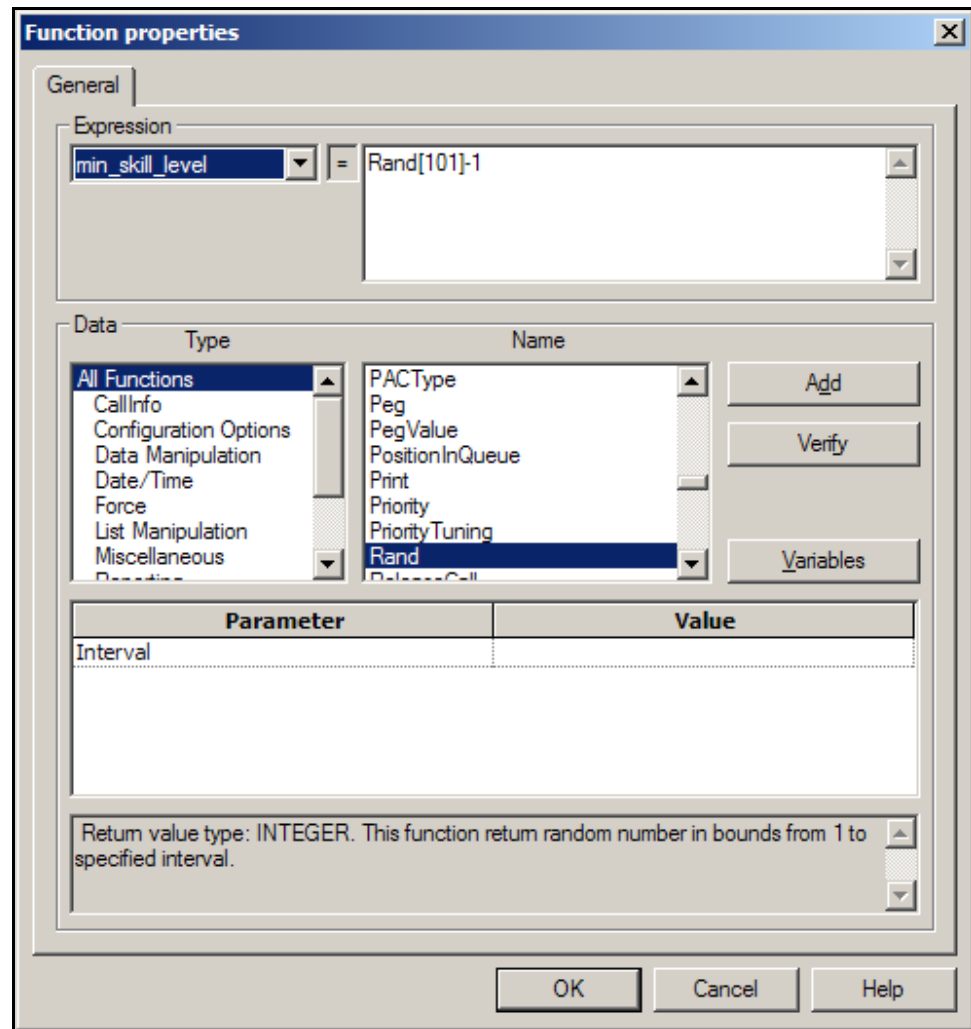 Function properties
General
Expression
min_skill_level = Rand[101]-1
Data
Type Name
All Functions
CallInfo
Configuration Options
Data Manipulation
Date/Time
Force
List Manipulation
Miscellaneous
Reporting
PACType
Peg
PegValue
PositionInQueue
Print
Priority
PriorityTuning
Rand
ReleaseCall
Add
Verify
Variables
Parameter Value
Interval
Return value type: INTEGER. This function return random number in bounds from 1 to
specified interval.
OK Cancel Help